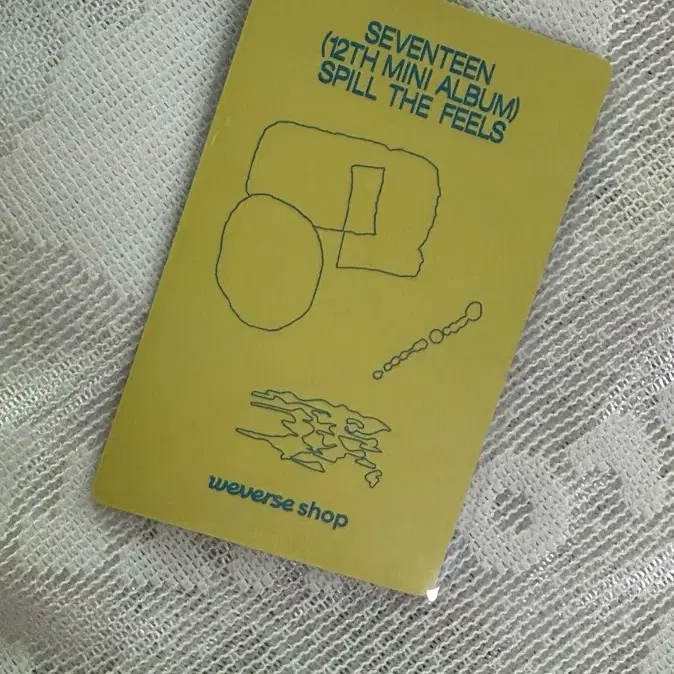 SEVENTEEN
(12TH MINI ALBUM)
SPILL THE FEELS
weverse shop